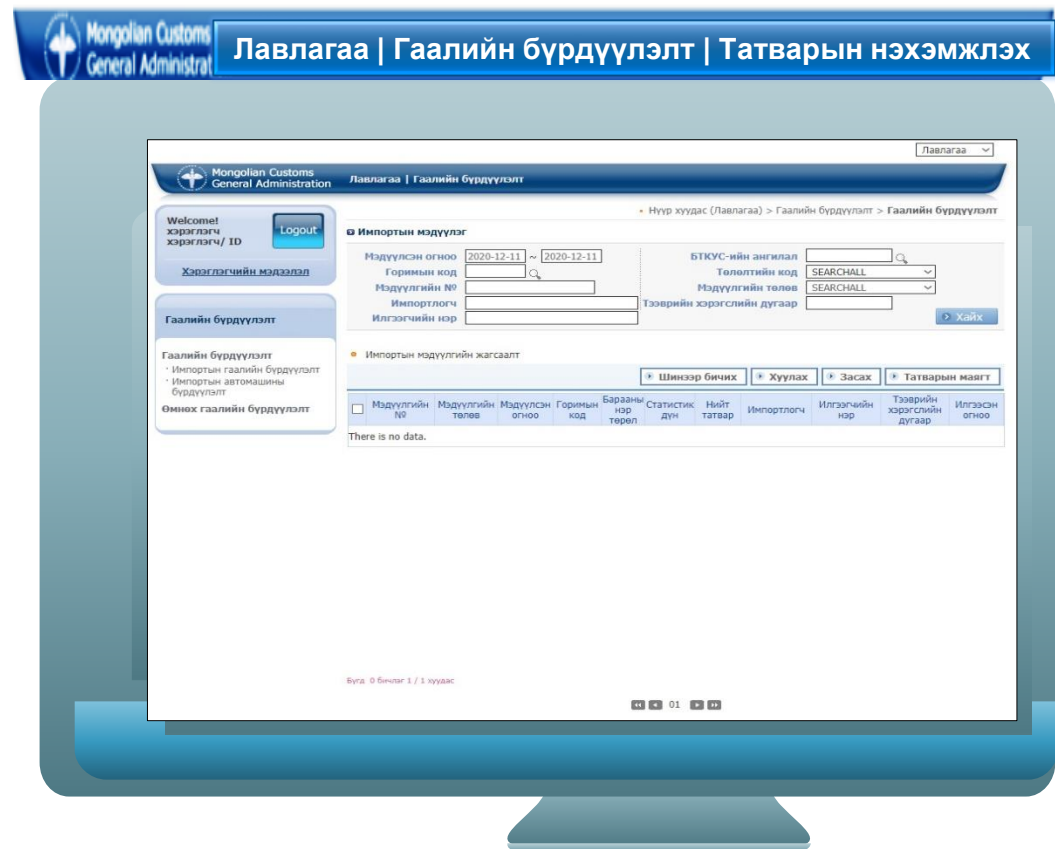 Mongolian Customs
General Administrat
Лавлагаа | Гаалийн бүрдүүлэлт | Татварын нэхэмжлэх
Лавлагаа
Mongolian Customs
General Administration
Лавлагаа | Гаалийн бүрдүүлэлт
Нүүр хуудас (Лавлагаа) > Гаалийн бүрдүүлэлт > Гаалийн бүрдүүлэлт
Welcome!
хэрэглэгч
хэрэглэгч/ ID
Logout
Хэрэглэгчийн мэдээлэл
Гаалийн бүрдүүлэлт
Гаалийн бүрдүүлэлт
Импортын гаалийн бүрдүүлэлт
Импортын автомашины
бүрдүүлэлт
Өмнөх гаалийн бүрдүүлэлт
Импортын мэдүүлэг
Мэдүүлсэн огноо 2020-12-11 ~ 2020-12-11
Горимын код
Мэдүүлгийн №
Импортлогч
Илгээгчийн нэр
БТКУС-ийн ангилал
Төлөлтийн код SEARCHALL
Мэдүүлгийн төлөв SEARCHALL
Тээврийн хэрэгслийн дугаар
Хайх
Импортын мэдүүлгийн жагсаалт
Шинээр бичих Хуулах Засах Татварын маягт
Мэдүүлгийн №
Мэдүүлгийн төлөв
Мэдүүлсэн огноо
Горимын код
Барааны нэр төрөл
Статистик дүн
Нийт татвар
Импортлогч
Илгээгчийн нэр
Тээврийн хэрэгслийн дугаар
Илгээсэн огноо
There is no data.
Бүгд 0 бичлэг 1 / 1 хуудас
01